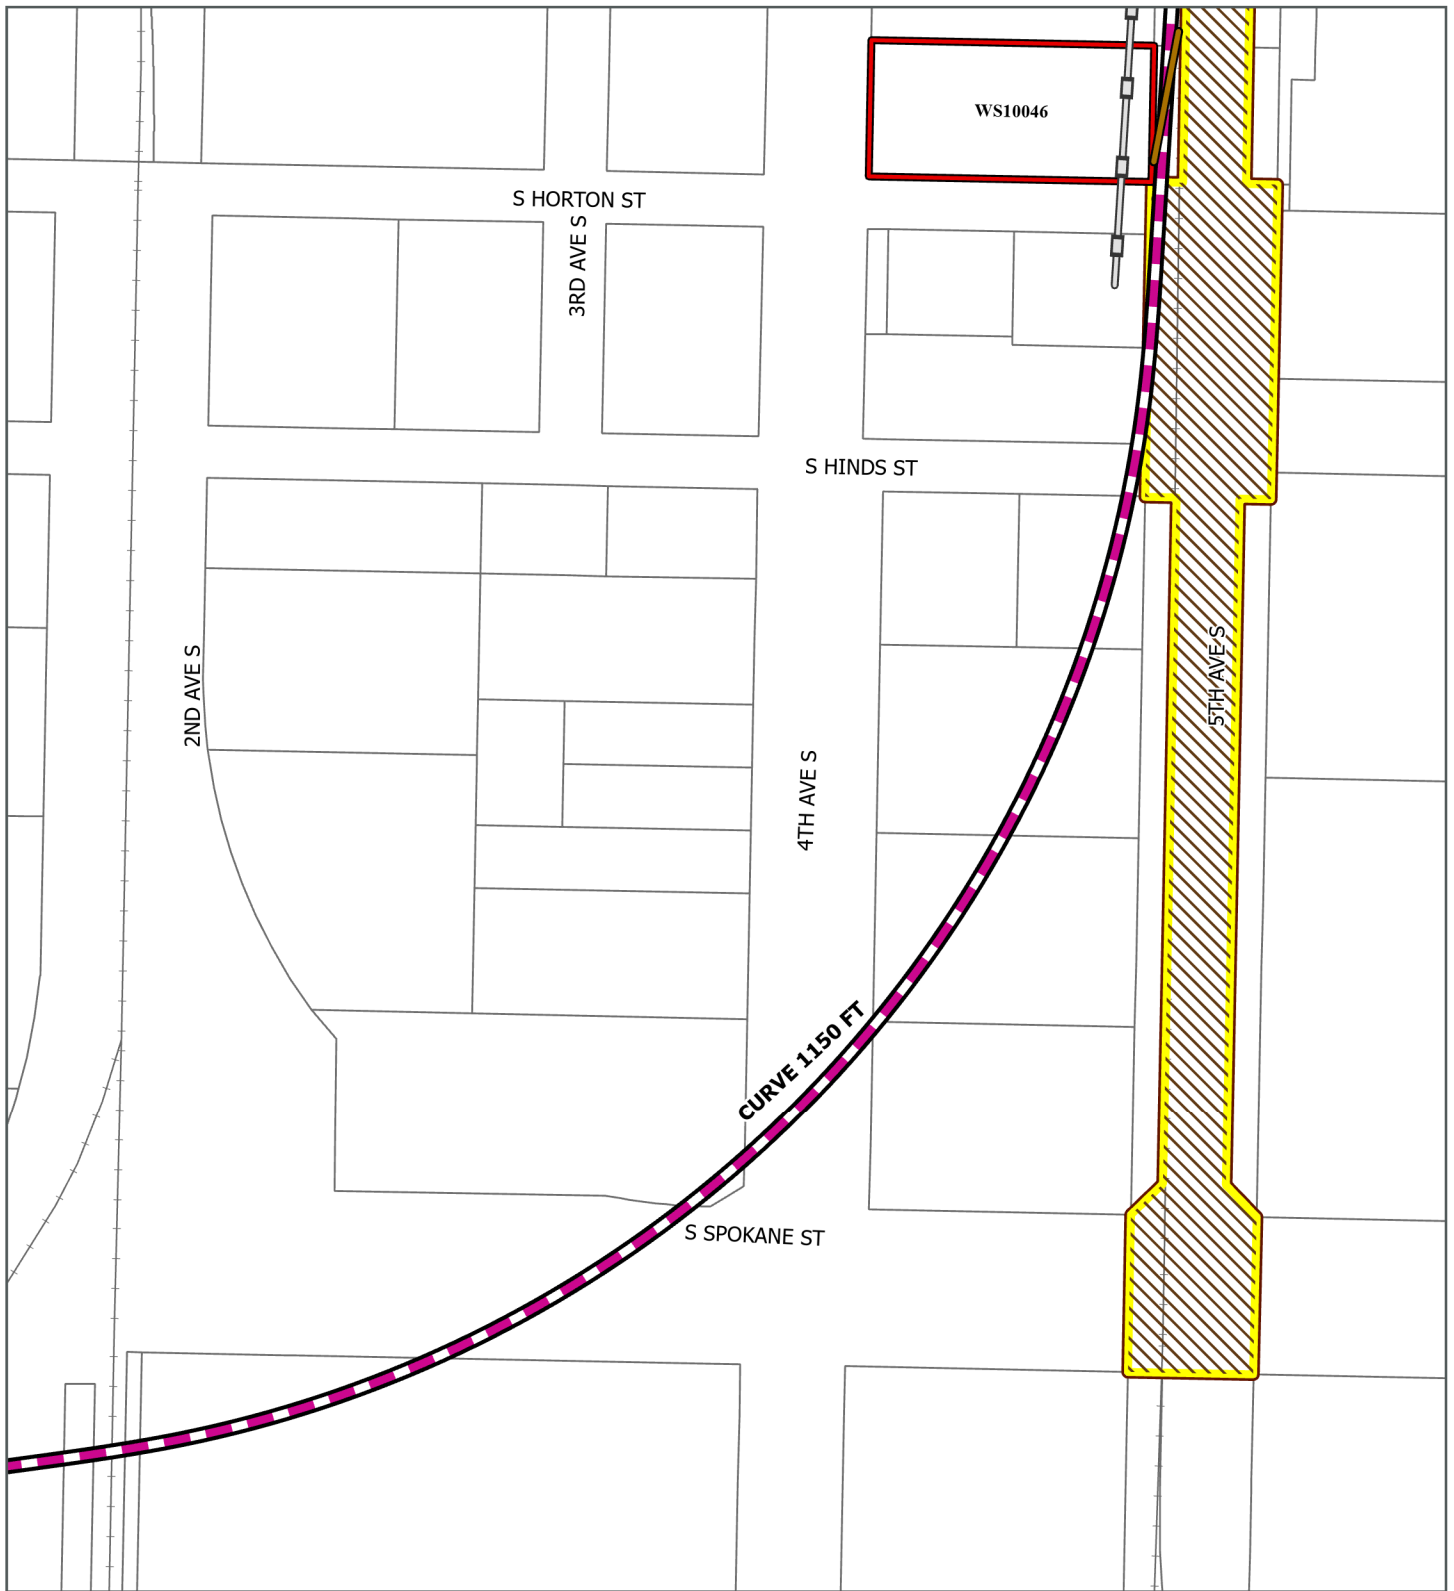 WS10046
S HORTON ST
3RD AVE S
S HINDS ST
2ND AVE S
5TH AVE S
4TH AVE S
CURVE 1150 FT
S SPOKANE ST